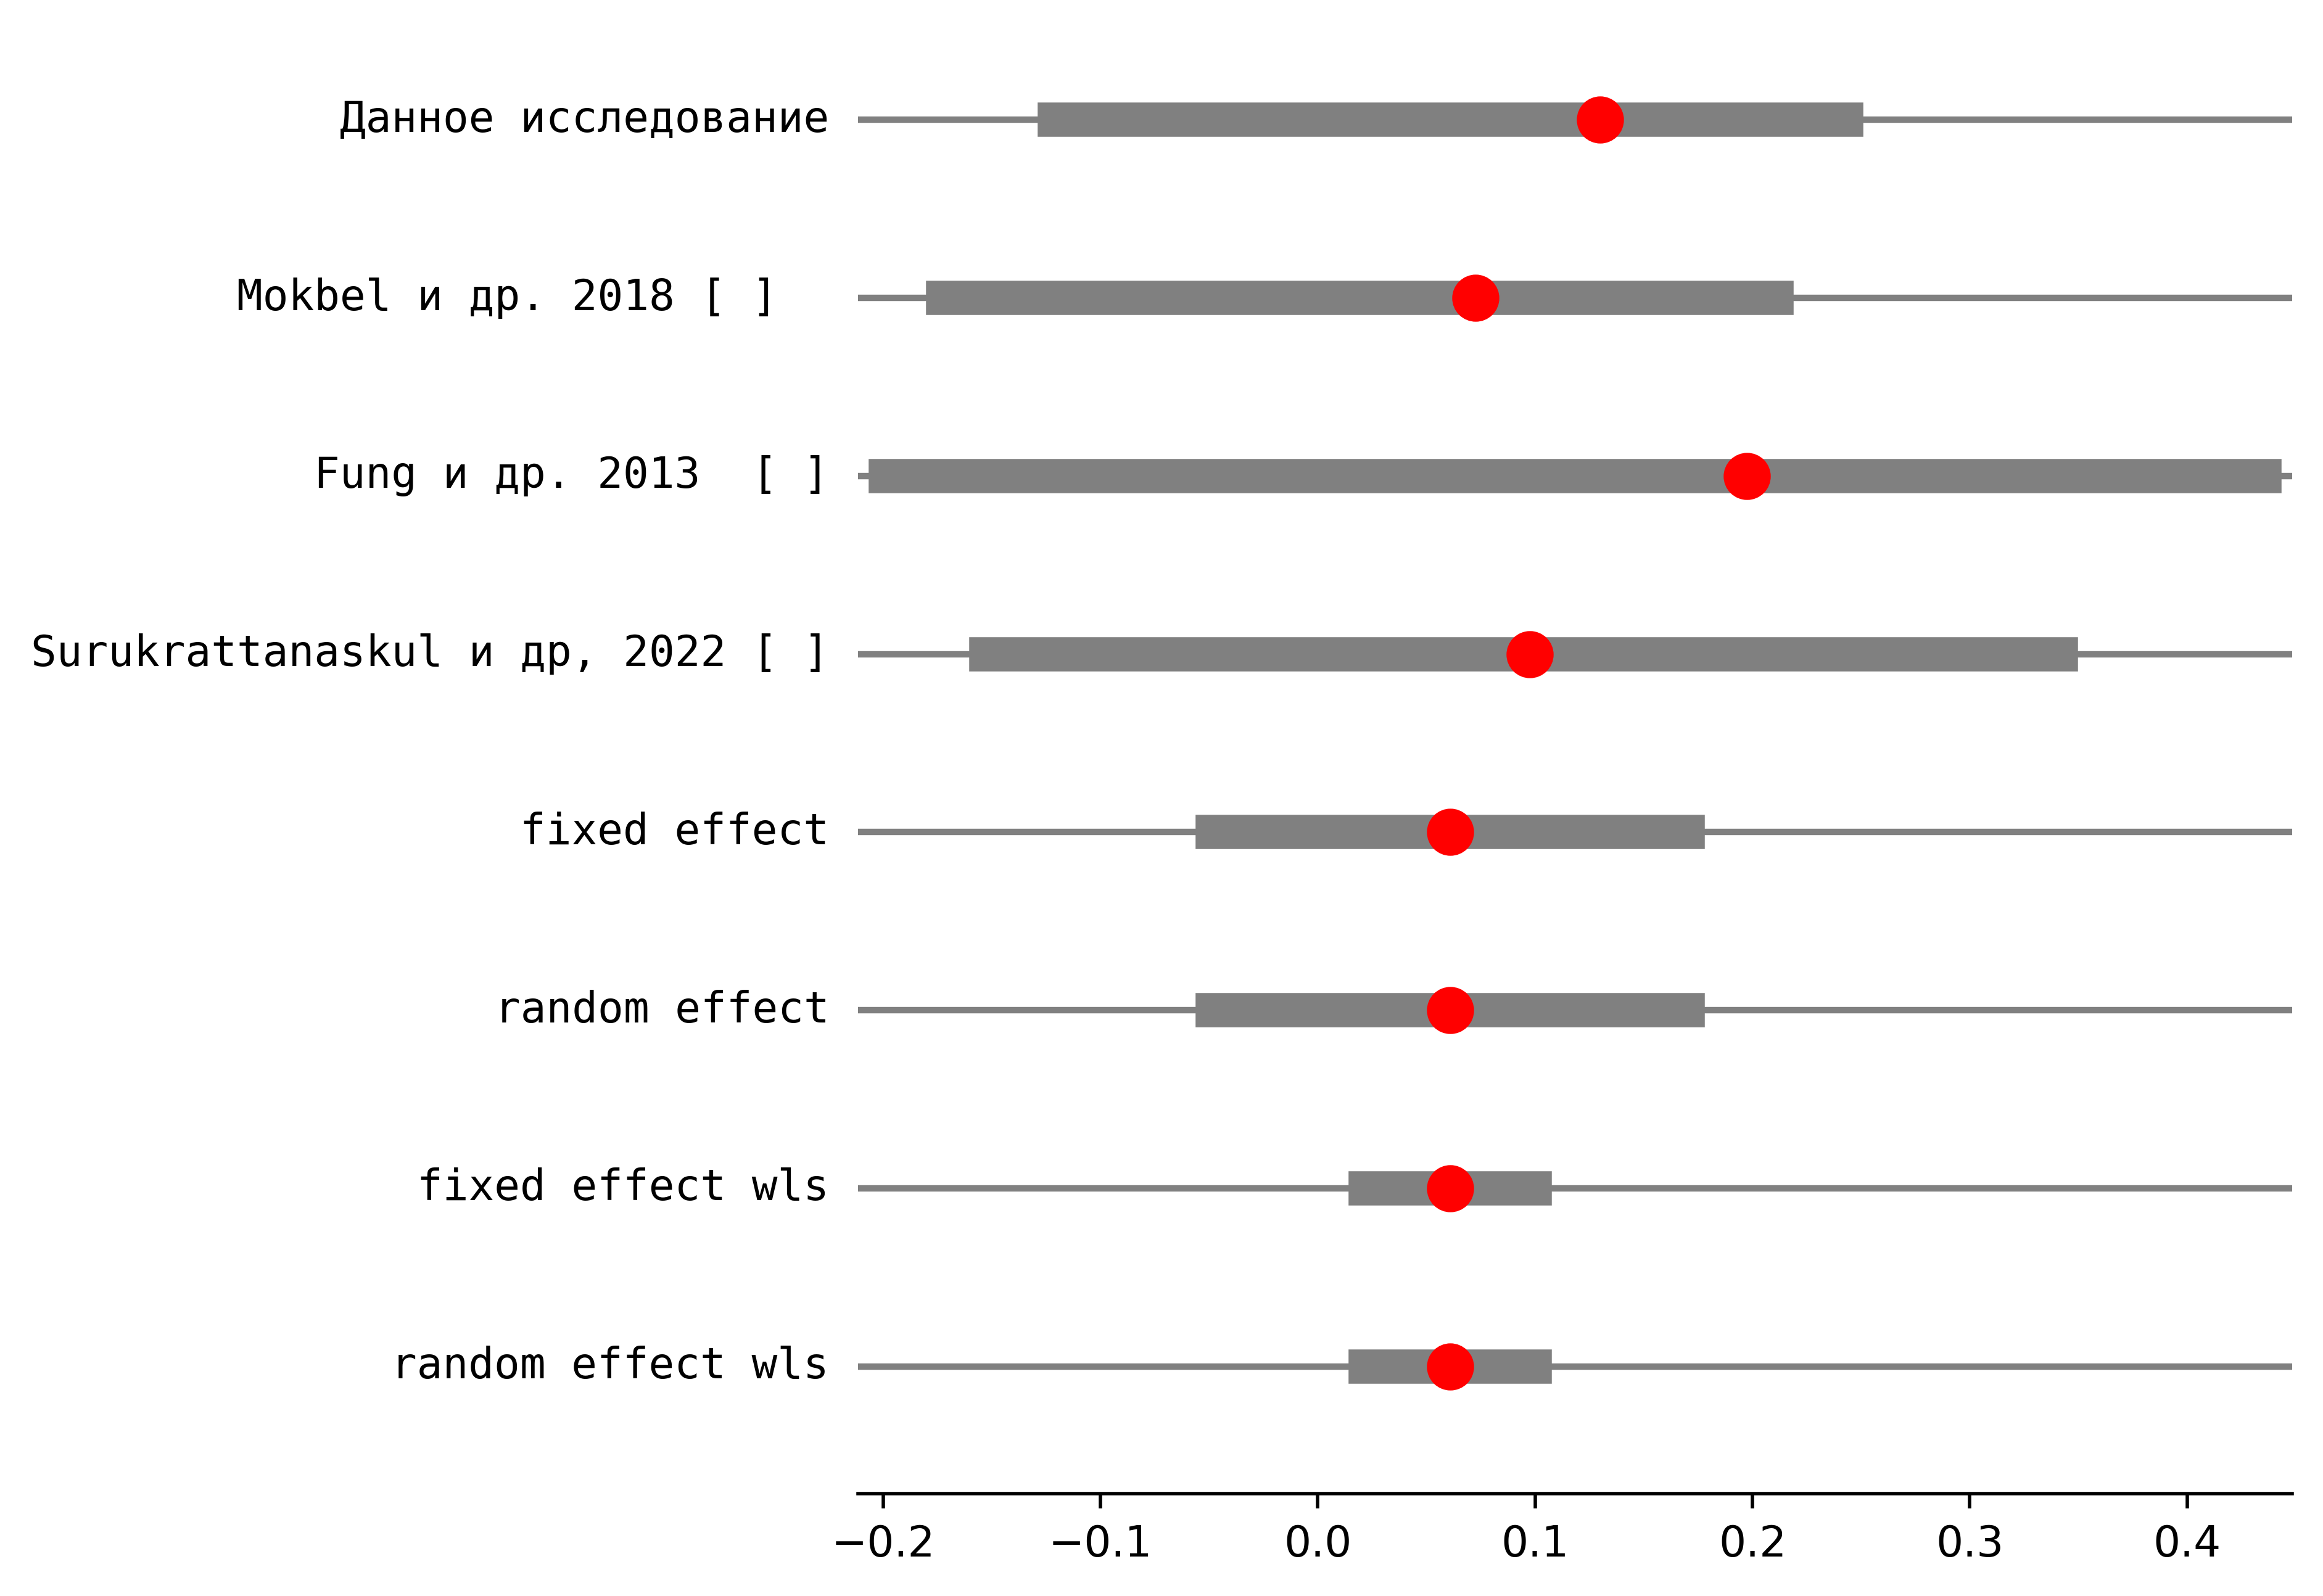 Данное исследование
Mokbel и др. 2018 [ ]
Fung и др. 2013  [ ]
Surukrattanaskul и др, 2022 [ ]
fixed effect
random effect
fixed effect wls
random effect wls
−0.2 −0.1 0.0 0.1 0.2 0.3 0.4